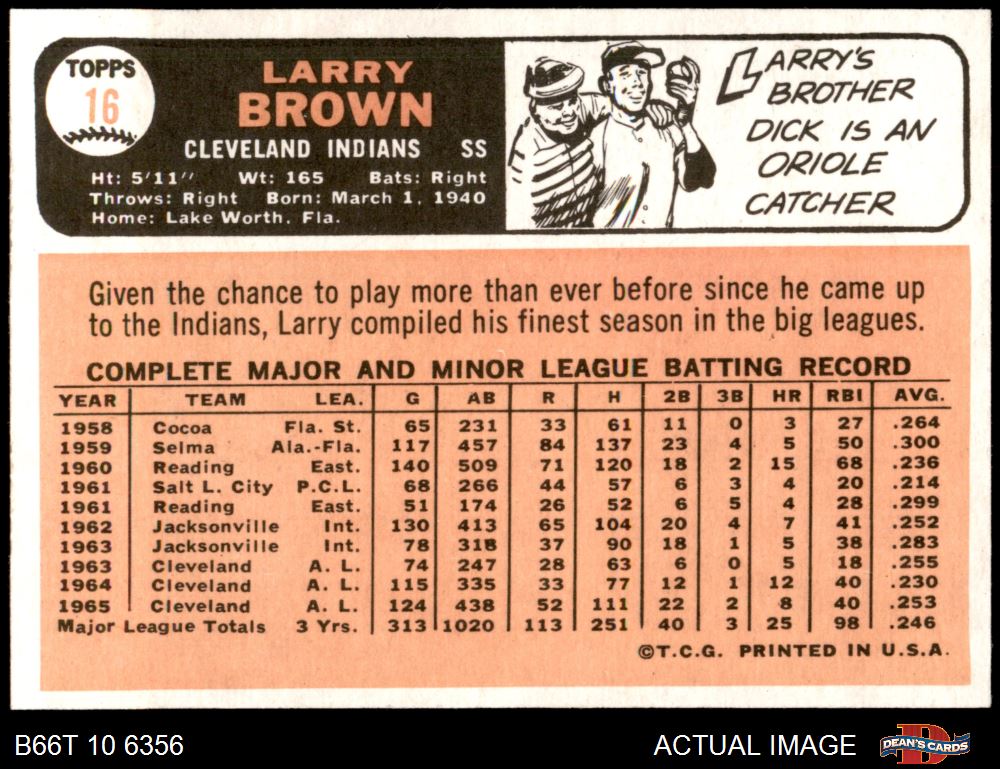 TOPPS
16
LARRY
BROWN
CLEVELAND INDIANS SS
Ht: 5'11" Wt: 165 Bats: Right
Throws: Right Born: March 1, 1940
Home: Lake Worth, Fla.
LARRY'S
BROTHER
DICK IS AN
ORIOLE
CATCHER
Given the chance to play more than ever before since he came up
to the Indians, Larry compiled his finest season in the big leagues.
COMPLETE MAJOR AND MINOR LEAGUE BATTING RECORD
YEAR TEAM LEA. G AB R H 2B 3B HR RBI AVG.
1958 Cocoa Fla. St. 65 231 33 61 11 0 3 27 .264
1959 Selma Ala.-Fla. 117 457 84 137 23 4 5 50 .300
1960 Reading East. 140 509 71 120 18 2 15 68 .236
1961 Salt L. City P.C.L. 68 266 44 57 6 3 4 20 .214
1961 Reading East. 51 174 26 52 6 5 4 28 .299
1962 Jacksonville Int. 130 413 65 104 20 4 7 41 .252
1963 Jacksonville Int. 78 318 37 90 18 1 5 38 .283
1963 Cleveland A. L. 74 247 28 63 6 0 5 18 .255
1964 Cleveland A. L. 115 335 33 77 12 1 12 40 .230
1965 Cleveland A. L. 124 438 52 111 22 2 8 40 .253
Major League Totals 3 Yrs. 313 1020 113 251 40 3 25 98 .246
©T.C.G. PRINTED IN U.S.A.
B66T 10 6356
ACTUAL IMAGE
DEAN'S CARDS